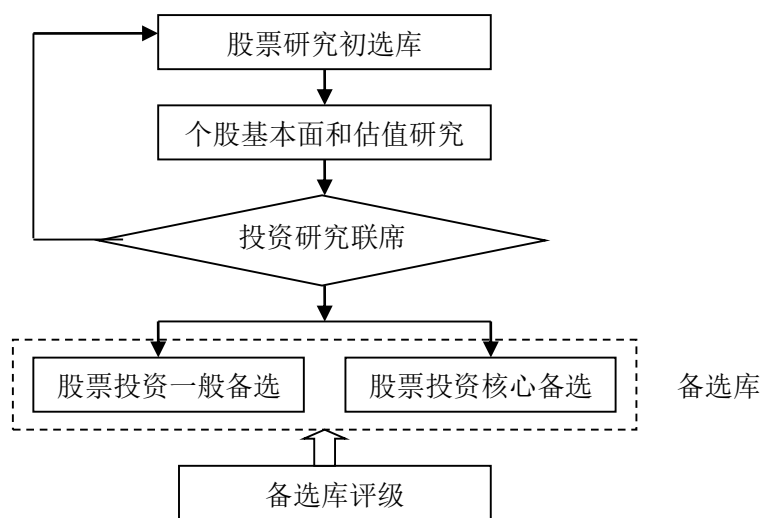 股票研究初选库
个股基本面和估值研究
投资研究联席
股票投资一般备选
股票投资核心备选
备选库
备选库评级